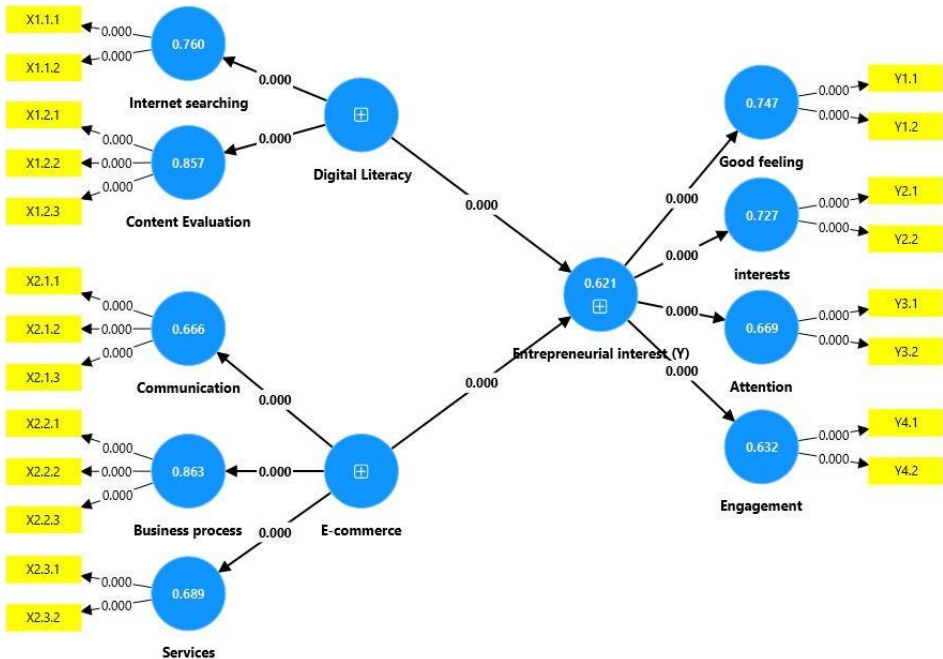 X1.1.1
0.000
0.760
0.000
X1.1.2
Internet searching
0.000
X1.2.1
0.000
0.000
X1.2.2
0.000
0.857
0.000
X1.2.3
Content Evaluation
Digital Literacy
0.000
X2.1.1
0.000
X2.1.2
0.000
0.666
0.000
X2.1.3
Communication
0.000
X2.2.1
0.000
X2.2.2
0.000
0.863
0.000
0.000
X2.2.3
Business process
E-commerce
0.000
X2.3.1
0.000
0.689
0.000
X2.3.2
Services
0.000
0.621
Entrepreneurial interest (Y)
0.000
0.747
0.000
Y1.1
0.000
Y1.2
Good feeling
0.000
0.727
0.000
Y2.1
0.000
Y2.2
interests
0.000
0.669
0.000
Y3.1
0.000
Y3.2
Attention
0.000
0.632
0.000
Y4.1
0.000
Y4.2
Engagement